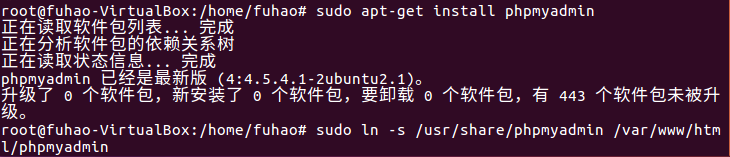 root@fuhao-VirtualBox:/home/fuhao# sudo apt-get install phpmyadmin
正在读取软件包列表... 完成
正在分析软件包的依赖关系树
正在读取状态信息... 完成
phpmyadmin 已经是最新版 (4:4.5.4.1-2ubuntu2.1)。
升级了 0 个软件包，新安装了 0 个软件包，要卸载 0 个软件包，有 443 个软件包未被升
级。
root@fuhao-VirtualBox:/home/fuhao# sudo ln -s /usr/share/phpmyadmin /var/www/htm
l/phpmyadmin